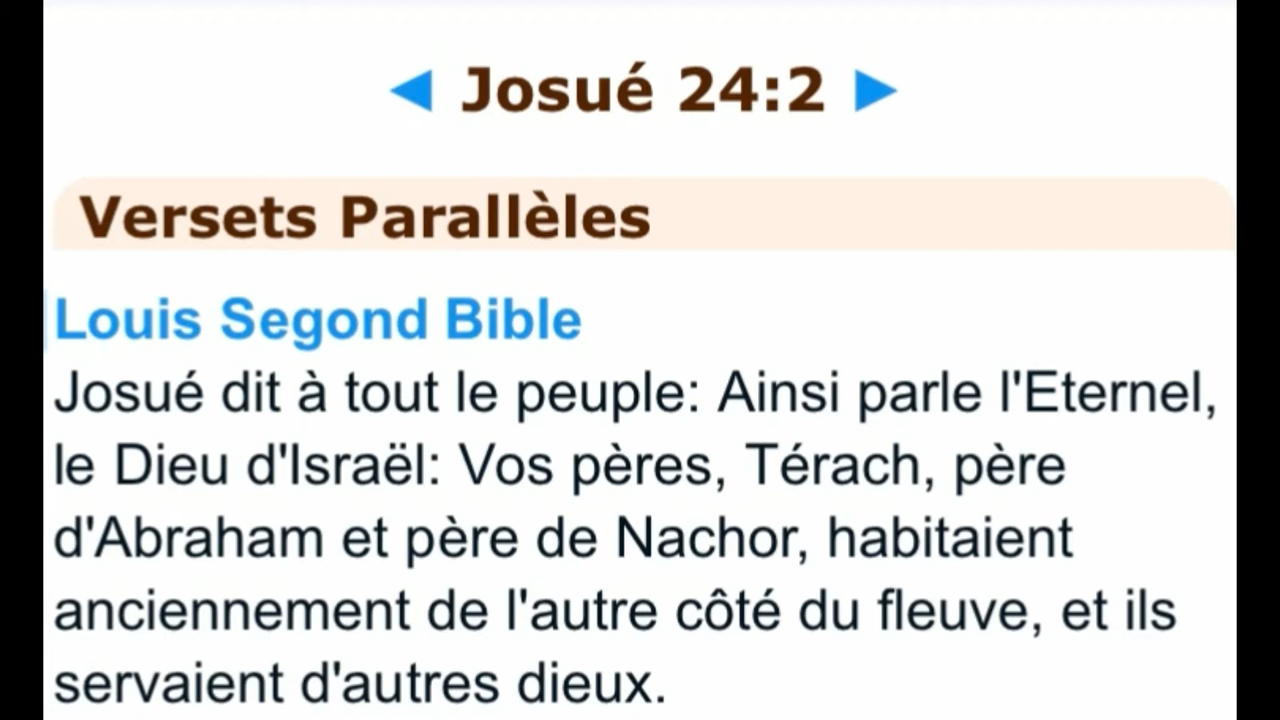 Josué 24:2
Versets Parallèles
Louis Segond Bible
Josué dit à tout le peuple: Ainsi parle l'Eternel,
le Dieu d'Israël: Vos pères, Térach, père
d'Abraham et père de Nachor, habitaient
anciennement de l'autre côté du fleuve, et ils
servaient d'autres dieux.